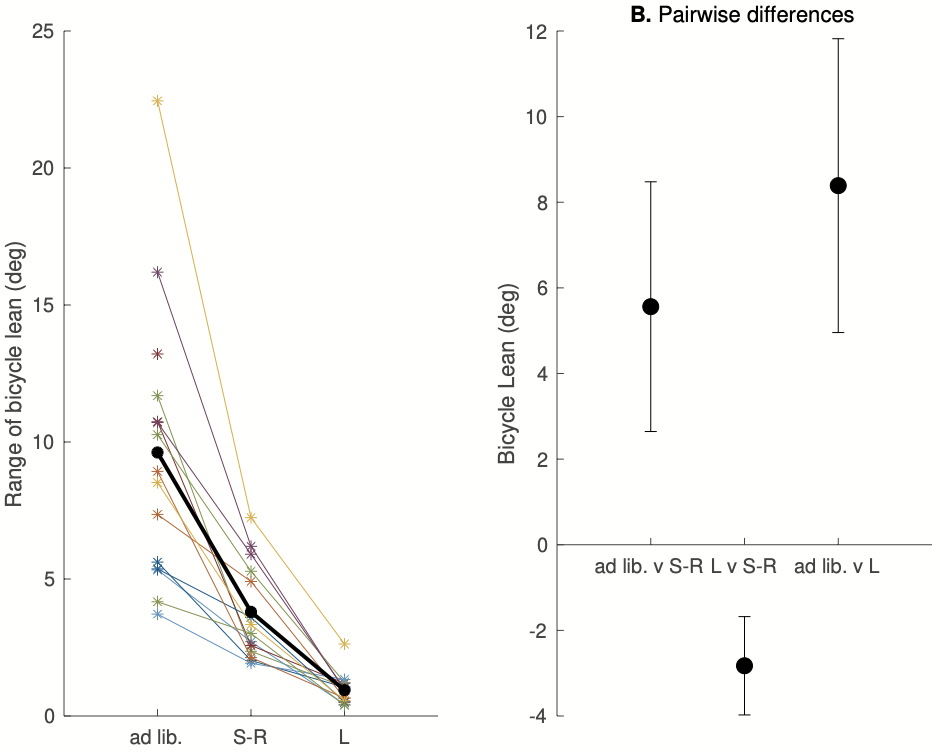 Range of bicycle lean (deg)
25
20
15
10
5
0
ad lib.
S-R
L
B. Pairwise differences
Bicycle Lean (deg)
12
10
8
6
4
2
0
-2
-4
ad lib. v S-R
L v S-R
ad lib. v L